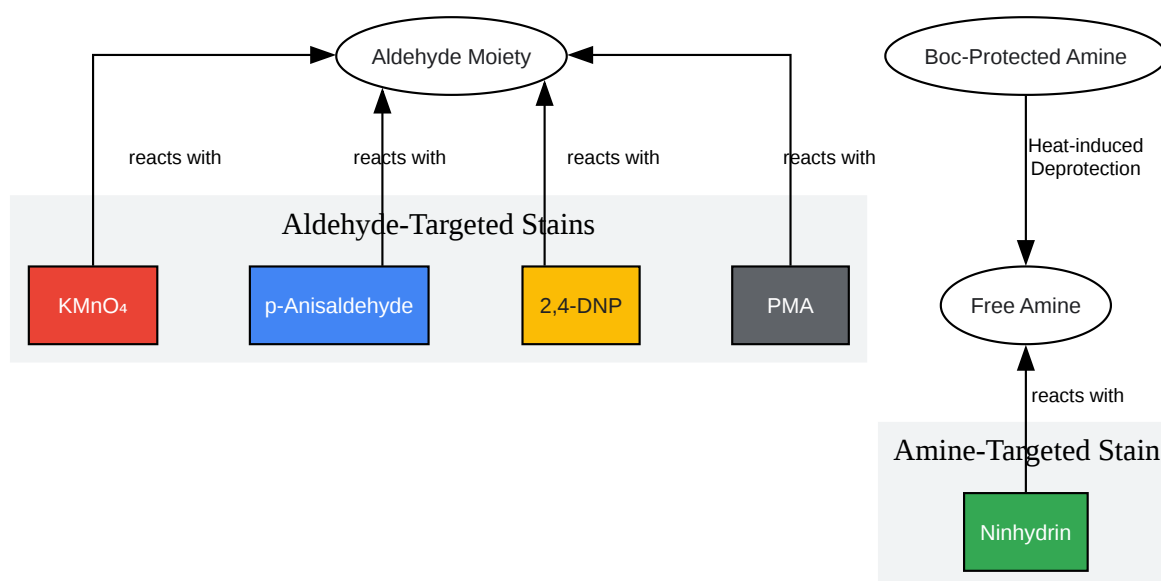 Aldehyde Moiety
Boc-Protected Amine
reacts with
reacts with
reacts with
reacts with
Heat-induced
Deprotection
Aldehyde-Targeted Stains
KMnO₄
p-Anisaldehyde
2,4-DNP
PMA
Free Amine
reacts with
Amine-Targeted Stain
Ninhydrin